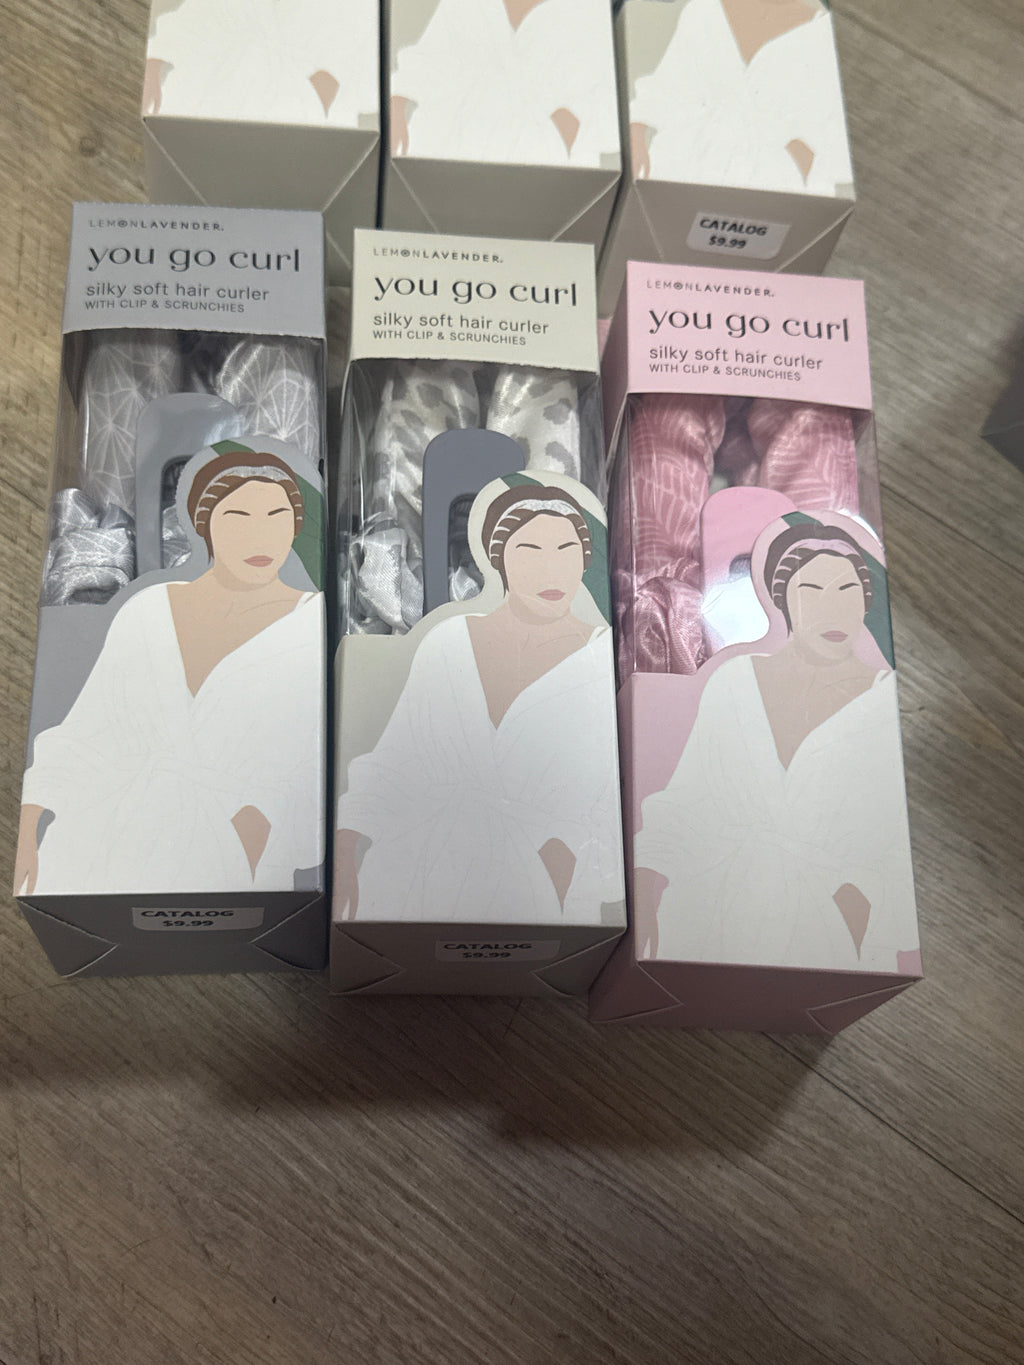 CATALOG
$9.99
LEMONLAVENDER.
you go curl
silky soft hair curler
WITH CLIP & SCRUNCHIES
CATALOG
$9.99
LEMONLAVENDER.
you go curl
silky soft hair curler
WITH CLIP & SCRUNCHIES
CATALOG
$9.99
LEMONLAVENDER.
you go curl
silky soft hair curler
WITH CLIP & SCRUNCHIES